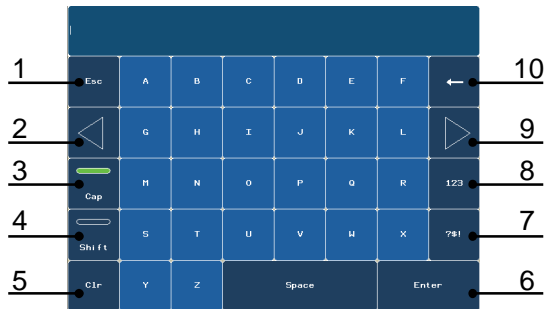 1 Esc A B C D E F ← 10
2 G H I J K L 9
3 Cap M N O P Q R 123 8
4 Shift S T U V W X ?$! 7
5 Clr Y Z Space Enter 6